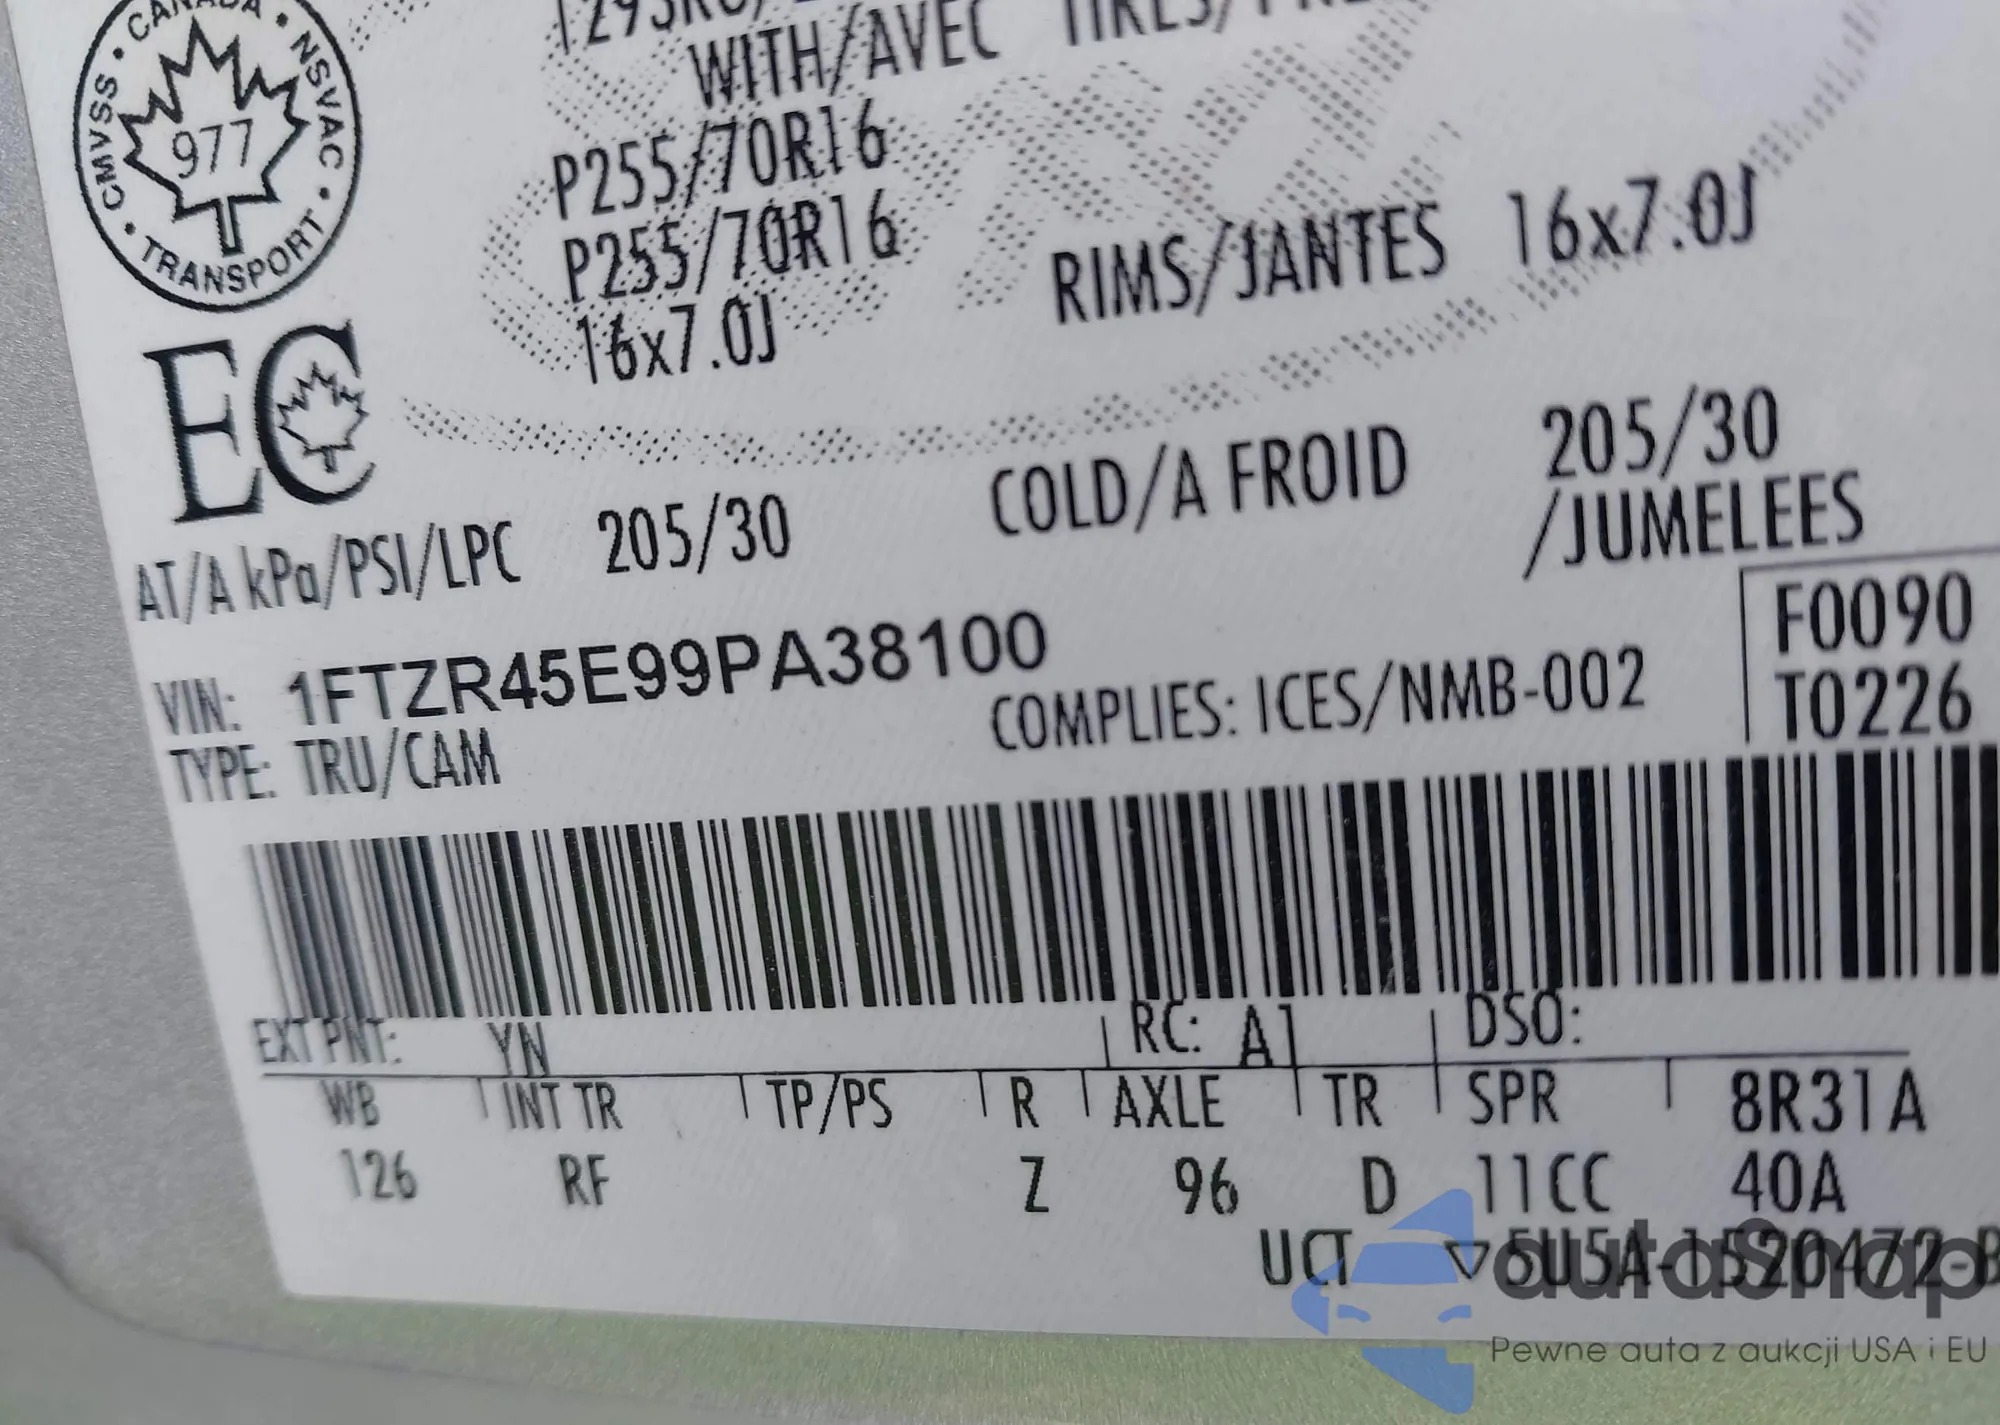 CANADA
CMVSS • NSVAC
977
TRANSPORT
WITH/AVEC
P255/70R16
P255/70R16
RIMS/JANTES 16x7.0J
16x7.0J
EC
AT/A kPa/PSI/LPC 205/30 COLD/A FROID 205/30
/JUMELEES
VIN: 1FTZR45E99PA38100
F0090
TYPE: TRU/CAM COMPLIES: ICES/NMB-002 T0226
EXT PNT: YN RC: A1 DSO:
WB INT TR TP/PS R AXLE TR SPR 8R31A
126 RF Z 96 D 11CC 40A
UCT ▽5U5A-1520472-B
autaSnap
Pewne auta z aukcji USA i EU